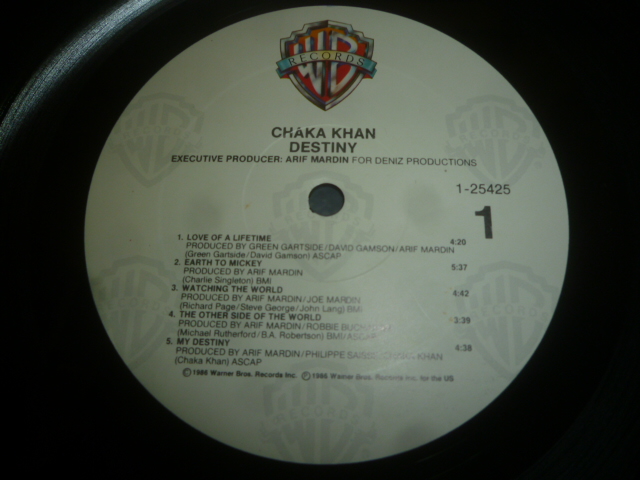 WB
RECORDS
CHAKA KHAN
DESTINY
EXECUTIVE PRODUCER: ARIF MARDIN FOR DENIZ PRODUCTIONS
1-25425
1
1. LOVE OF A LIFETIME 4:20
PRODUCED BY GREEN GARTSIDE/DAVID GAMSON/ARIF MARDIN
(Green Gartside/David Gamson) ASCAP
2. EARTH TO MICKEY 5:37
PRODUCED BY ARIF MARDIN
(Charlie Singleton) BMI
3. WATCHING THE WORLD 4:42
PRODUCED BY ARIF MARDIN/JOE MARDIN
(Richard Page/Steve George/John Lang) BMI
4. THE OTHER SIDE OF THE WORLD 3:39
PRODUCED BY ARIF MARDIN/ROBBIE
(Michael Rutherford/B.A. Robertson) BMI/ASCAP
5. MY DESTINY 4:38
PRODUCED BY ARIF MARDIN/PHILIPPE CHAKA KHAN
(Chaka Khan) ASCAP
©1986 Warner Bros. Records Inc. ℗1986 Warner Bros. Records Inc. for the US